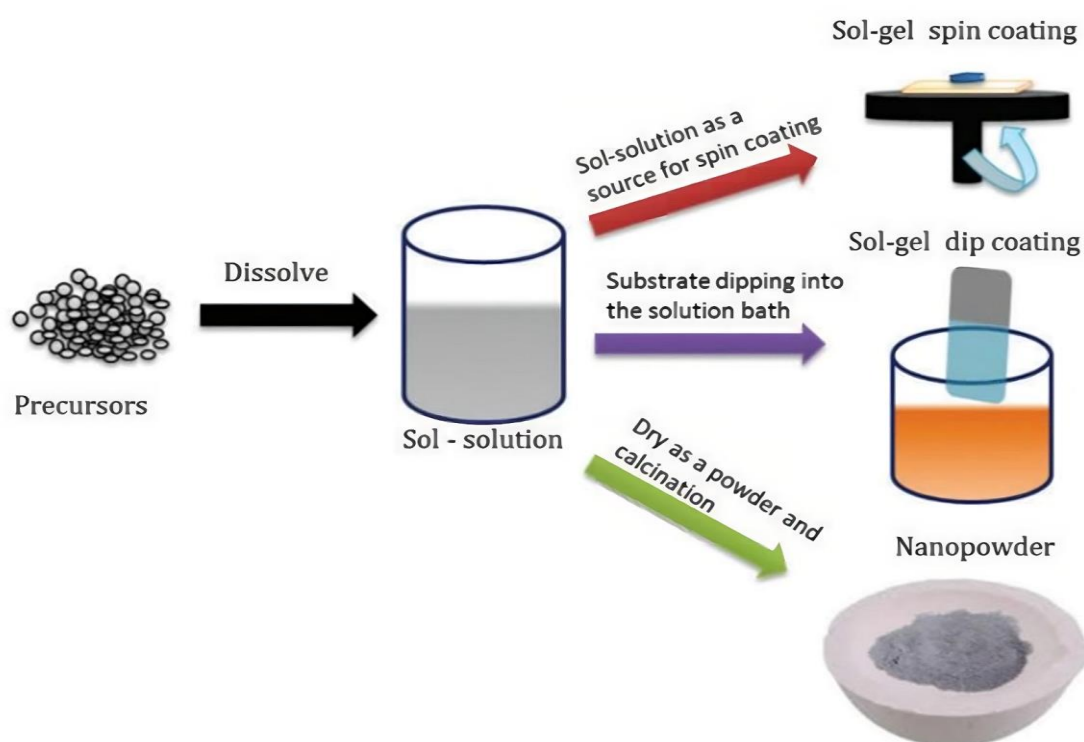 Sol-gel spin coating
Sol-solution as a
source for spin coating
Sol-gel dip coating
Dissolve
Substrate dipping into
the solution bath
Precursors
Sol - solution
Dry as a powder and
calcination
Nanopowder